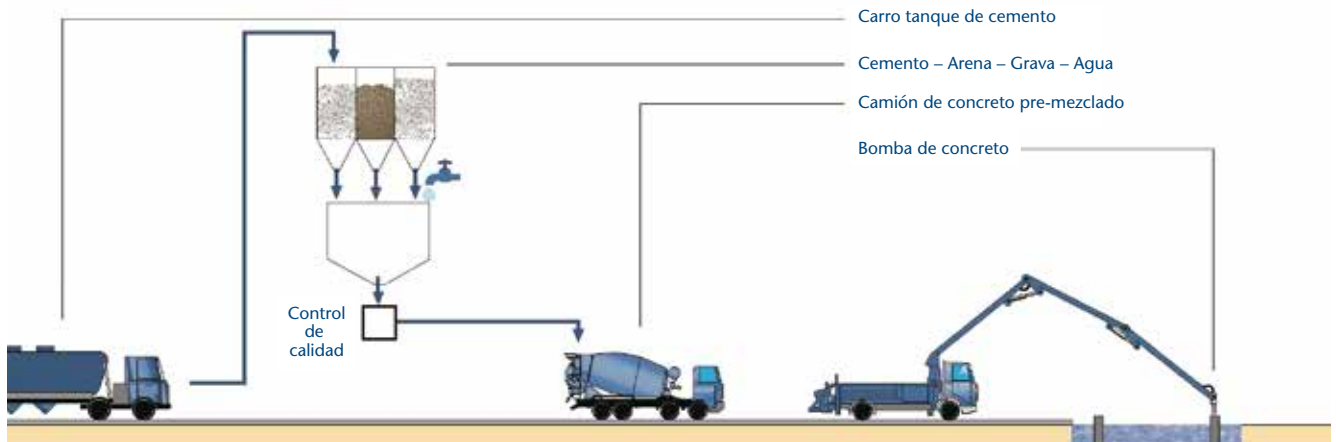 Carro tanque de cemento
Cemento – Arena – Grava – Agua
Camión de concreto pre-mezclado
Bomba de concreto
Control
de
calidad